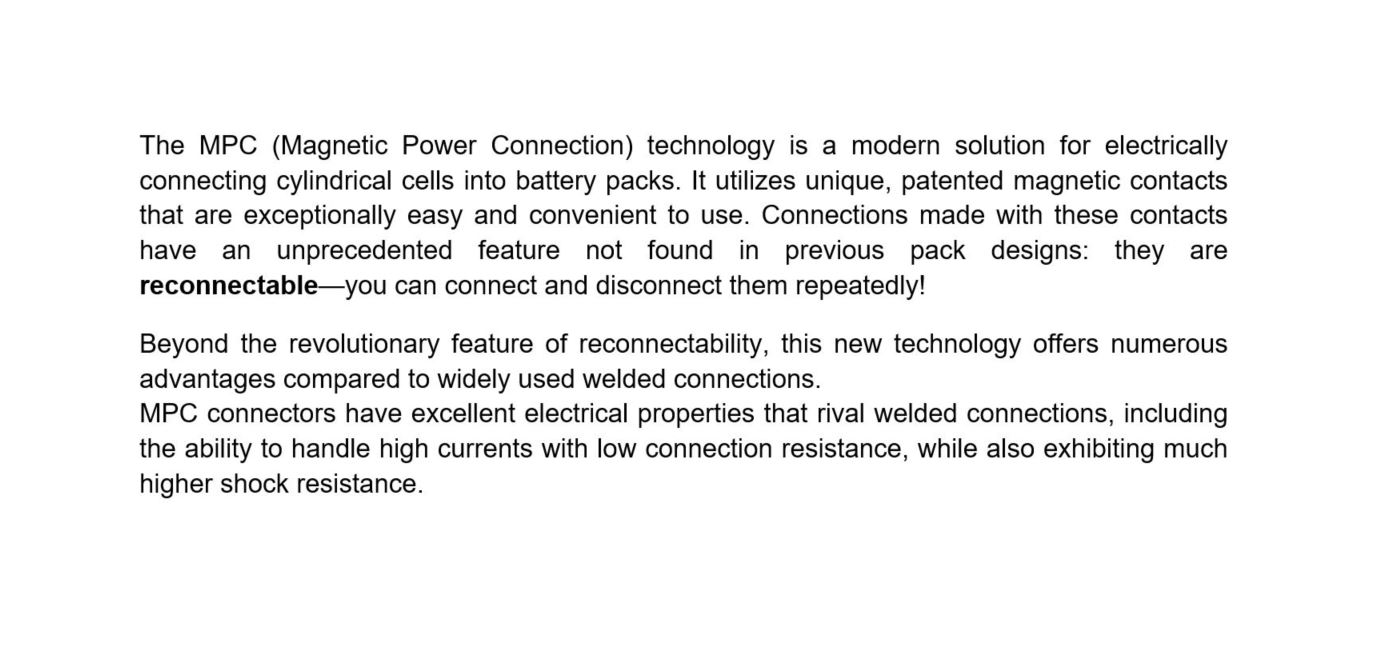 The MPC (Magnetic Power Connection) technology is a modern solution for electrically
connecting cylindrical cells into battery packs. It utilizes unique, patented magnetic contacts
that are exceptionally easy and convenient to use. Connections made with these contacts
have an unprecedented feature not found in previous pack designs: they are
reconnectable—you can connect and disconnect them repeatedly!
Beyond the revolutionary feature of reconnectability, this new technology offers numerous
advantages compared to widely used welded connections.
MPC connectors have excellent electrical properties that rival welded connections, including
the ability to handle high currents with low connection resistance, while also exhibiting much
higher shock resistance.